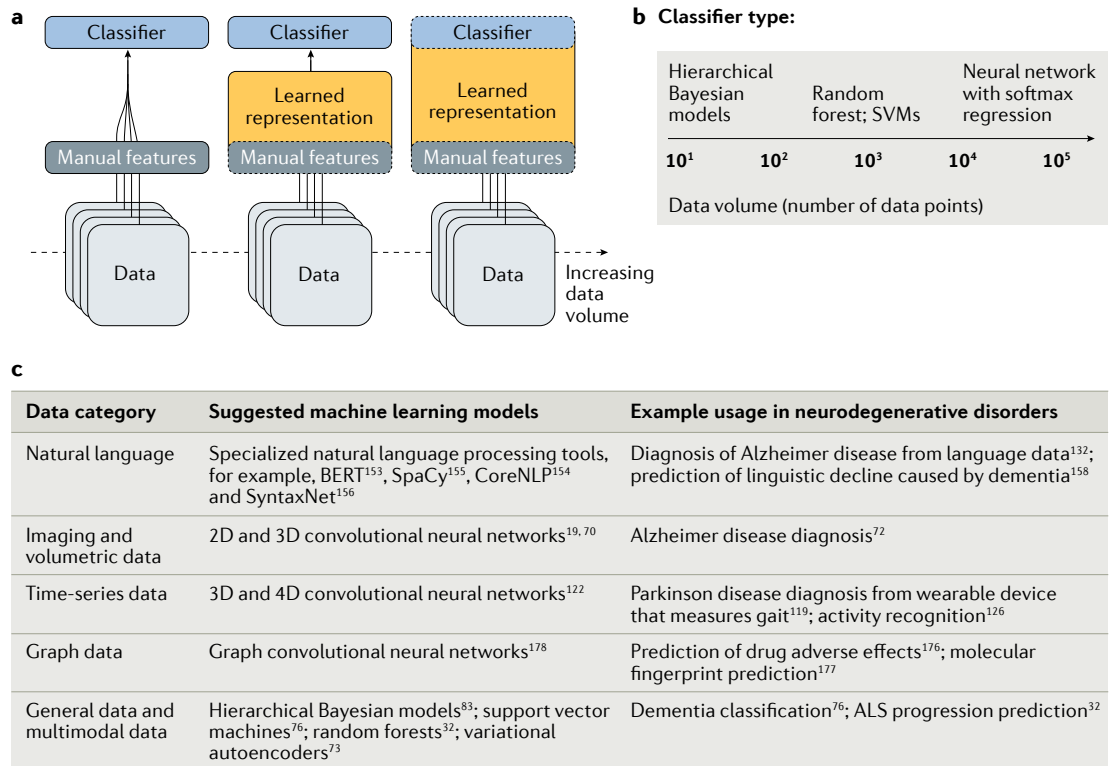 a
Classifier
Classifier
Classifier
Learned
representation
Learned
representation
Manual features
Manual features
Manual features
Data
Data
Data
Increasing
data
volume
b Classifier type:
Hierarchical
Bayesian
models
Random
forest; SVMs
Neural network
with softmax
regression
10¹ 10² 10³ 10⁴ 10⁵
Data volume (number of data points)
c
Data category Suggested machine learning models Example usage in neurodegenerative disorders
Natural language
Specialized natural language processing tools,
for example, BERT¹⁵³, SpaCy¹⁵⁵, CoreNLP¹⁵⁴
and SyntaxNet¹⁵⁶
Diagnosis of Alzheimer disease from language data¹³²;
prediction of linguistic decline caused by dementia¹⁵⁸
Imaging and
volumetric data
2D and 3D convolutional neural networks¹⁹,⁷⁰
Alzheimer disease diagnosis⁷²
Time-series data
3D and 4D convolutional neural networks¹²²
Parkinson disease diagnosis from wearable device
that measures gait¹¹⁹; activity recognition¹²⁶
Graph data
Graph convolutional neural networks¹⁷⁸
Prediction of drug adverse effects¹⁷⁶; molecular
fingerprint prediction¹⁷⁷
General data and
multimodal data
Hierarchical Bayesian models⁸³; support vector
machines⁷⁶; random forests³²; variational
autoencoders⁷³
Dementia classification⁷⁶; ALS progression prediction³²